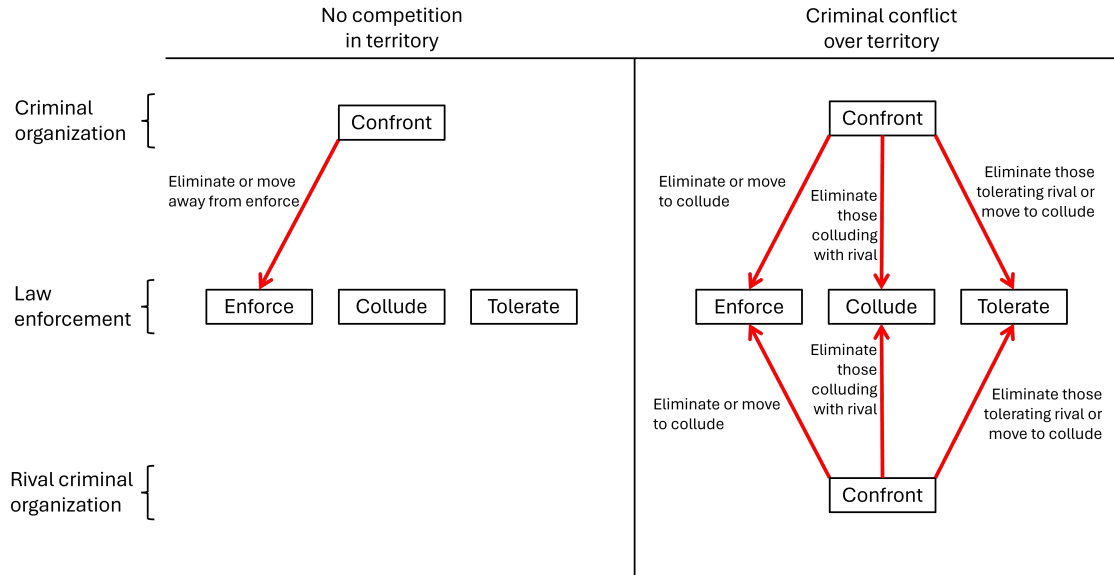 No competition
in territory
Criminal conflict
over territory
Criminal
organization
Confront
Confront
Eliminate or move
away from enforce
Eliminate or move
to collude
Eliminate
those
colluding
with rival
Eliminate those
tolerating rival or
move to collude
Law
enforcement
Enforce
Collude
Tolerate
Enforce
Collude
Tolerate
Eliminate or move
to collude
Eliminate
those
colluding
with rival
Eliminate those
tolerating rival or
move to collude
Rival criminal
organization
Confront